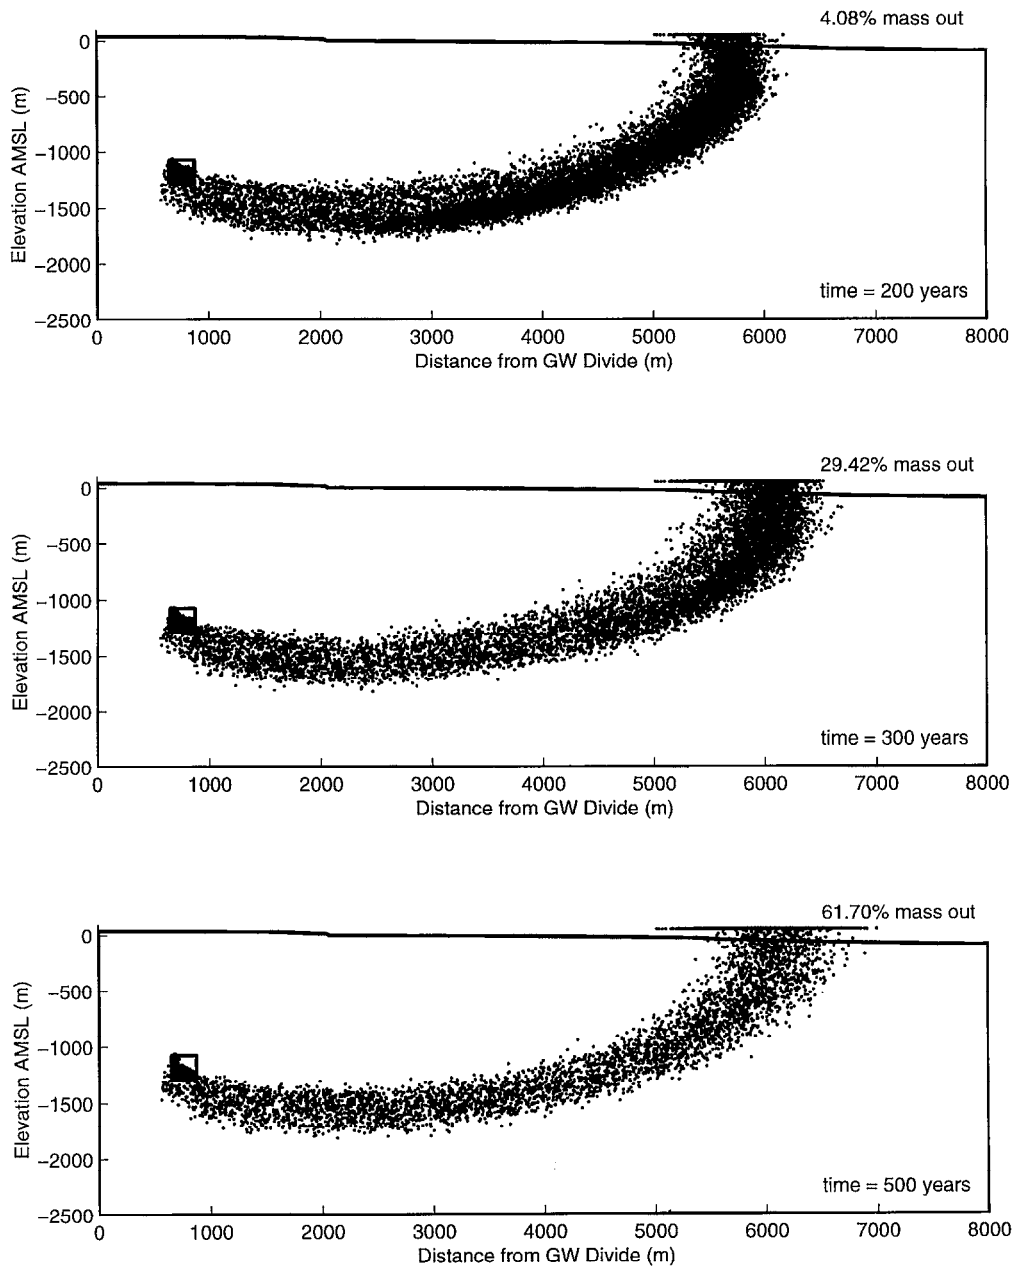 4.08% mass out
0
−500
−1000
−1500
−2000
−2500
Elevation AMSL (m)
time = 200 years
0 1000 2000 3000 4000 5000 6000 7000 8000
Distance from GW Divide (m)
29.42% mass out
0
−500
−1000
−1500
−2000
−2500
Elevation AMSL (m)
time = 300 years
0 1000 2000 3000 4000 5000 6000 7000 8000
Distance from GW Divide (m)
61.70% mass out
0
−500
−1000
−1500
−2000
−2500
Elevation AMSL (m)
time = 500 years
0 1000 2000 3000 4000 5000 6000 7000 8000
Distance from GW Divide (m)